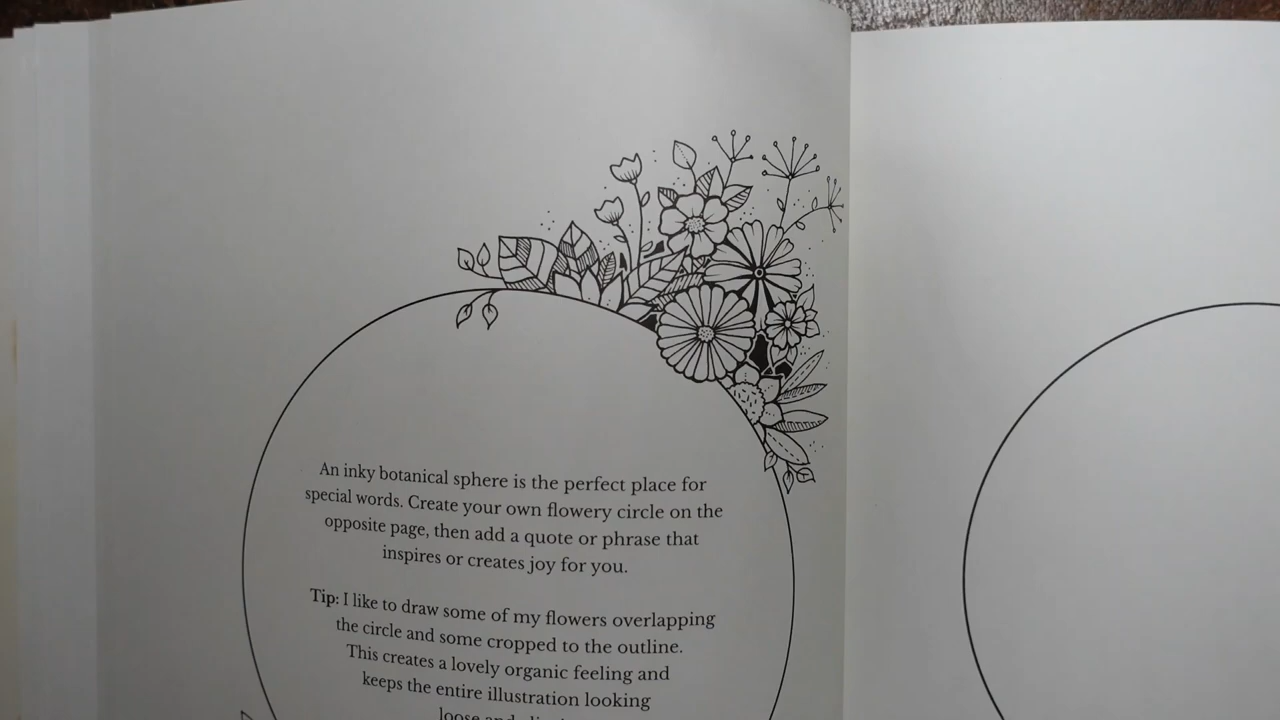 An inky botanical sphere is the perfect place for
special words. Create your own flowery circle on the
opposite page, then add a quote or phrase that
inspires or creates joy for you.
Tip: I like to draw some of my flowers overlapping
the circle and some cropped to the outline.
This creates a lovely organic feeling and
keeps the entire illustration looking
loose and